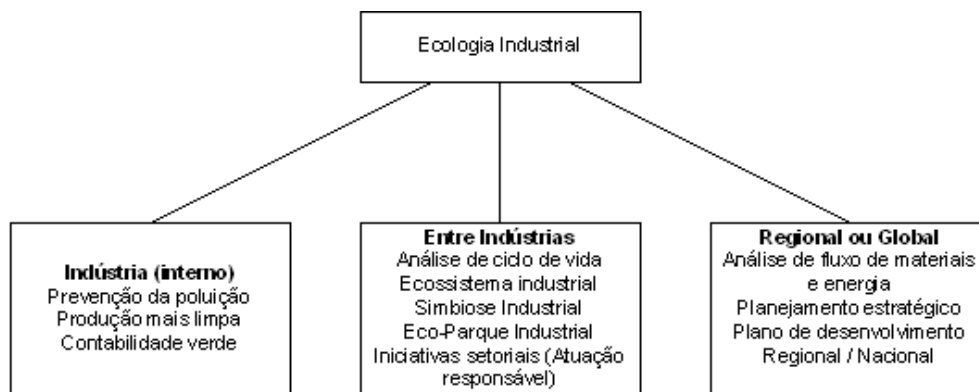 Ecologia Industrial
Indústria (interno)
Prevenção da poluição
Produção mais limpa
Contabilidade verde
Entre Indústrias
Análise de ciclo de vida
Ecossistema industrial
Simbiose Industrial
Eco-Parque Industrial
Iniciativas setoriais (Atuação
responsável)
Regional ou Global
Análise de fluxo de materiais
e energia
Planejamento estratégico
Plano de desenvolvimento
Regional / Nacional